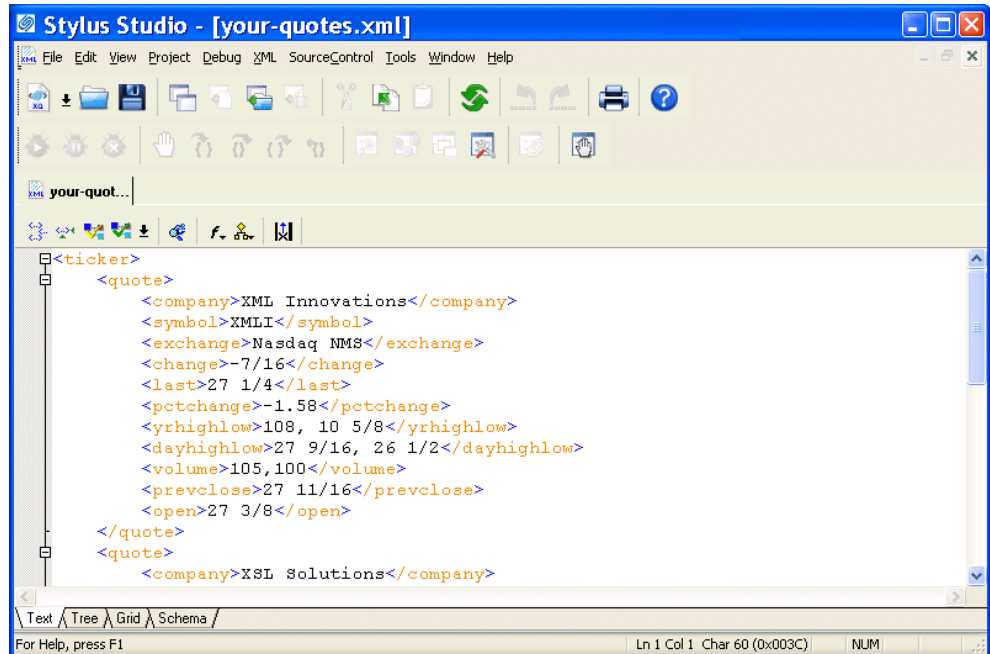 Stylus Studio - [your-quotes.xml]
File Edit View Project Debug XML SourceControl Tools Window Help
your-quot...
<ticker>
<quote>
<company>XML Innovations</company>
<symbol>XMLI</symbol>
<exchange>Nasdaq NMS</exchange>
<change>-7/16</change>
<last>27 1/4</last>
<pctchange>-1.58</pctchange>
<yrhighlow>108, 10 5/8</yrhighlow>
<dayhighlow>27 9/16, 26 1/2</dayhighlow>
<volume>105,100</volume>
<prevclose>27 11/16</prevclose>
<open>27 3/8</open>
</quote>
<quote>
<company>XSL Solutions</company>
Text Tree Grid Schema
For Help, press F1 Ln 1 Col 1 Char 60 (0x003C) NUM